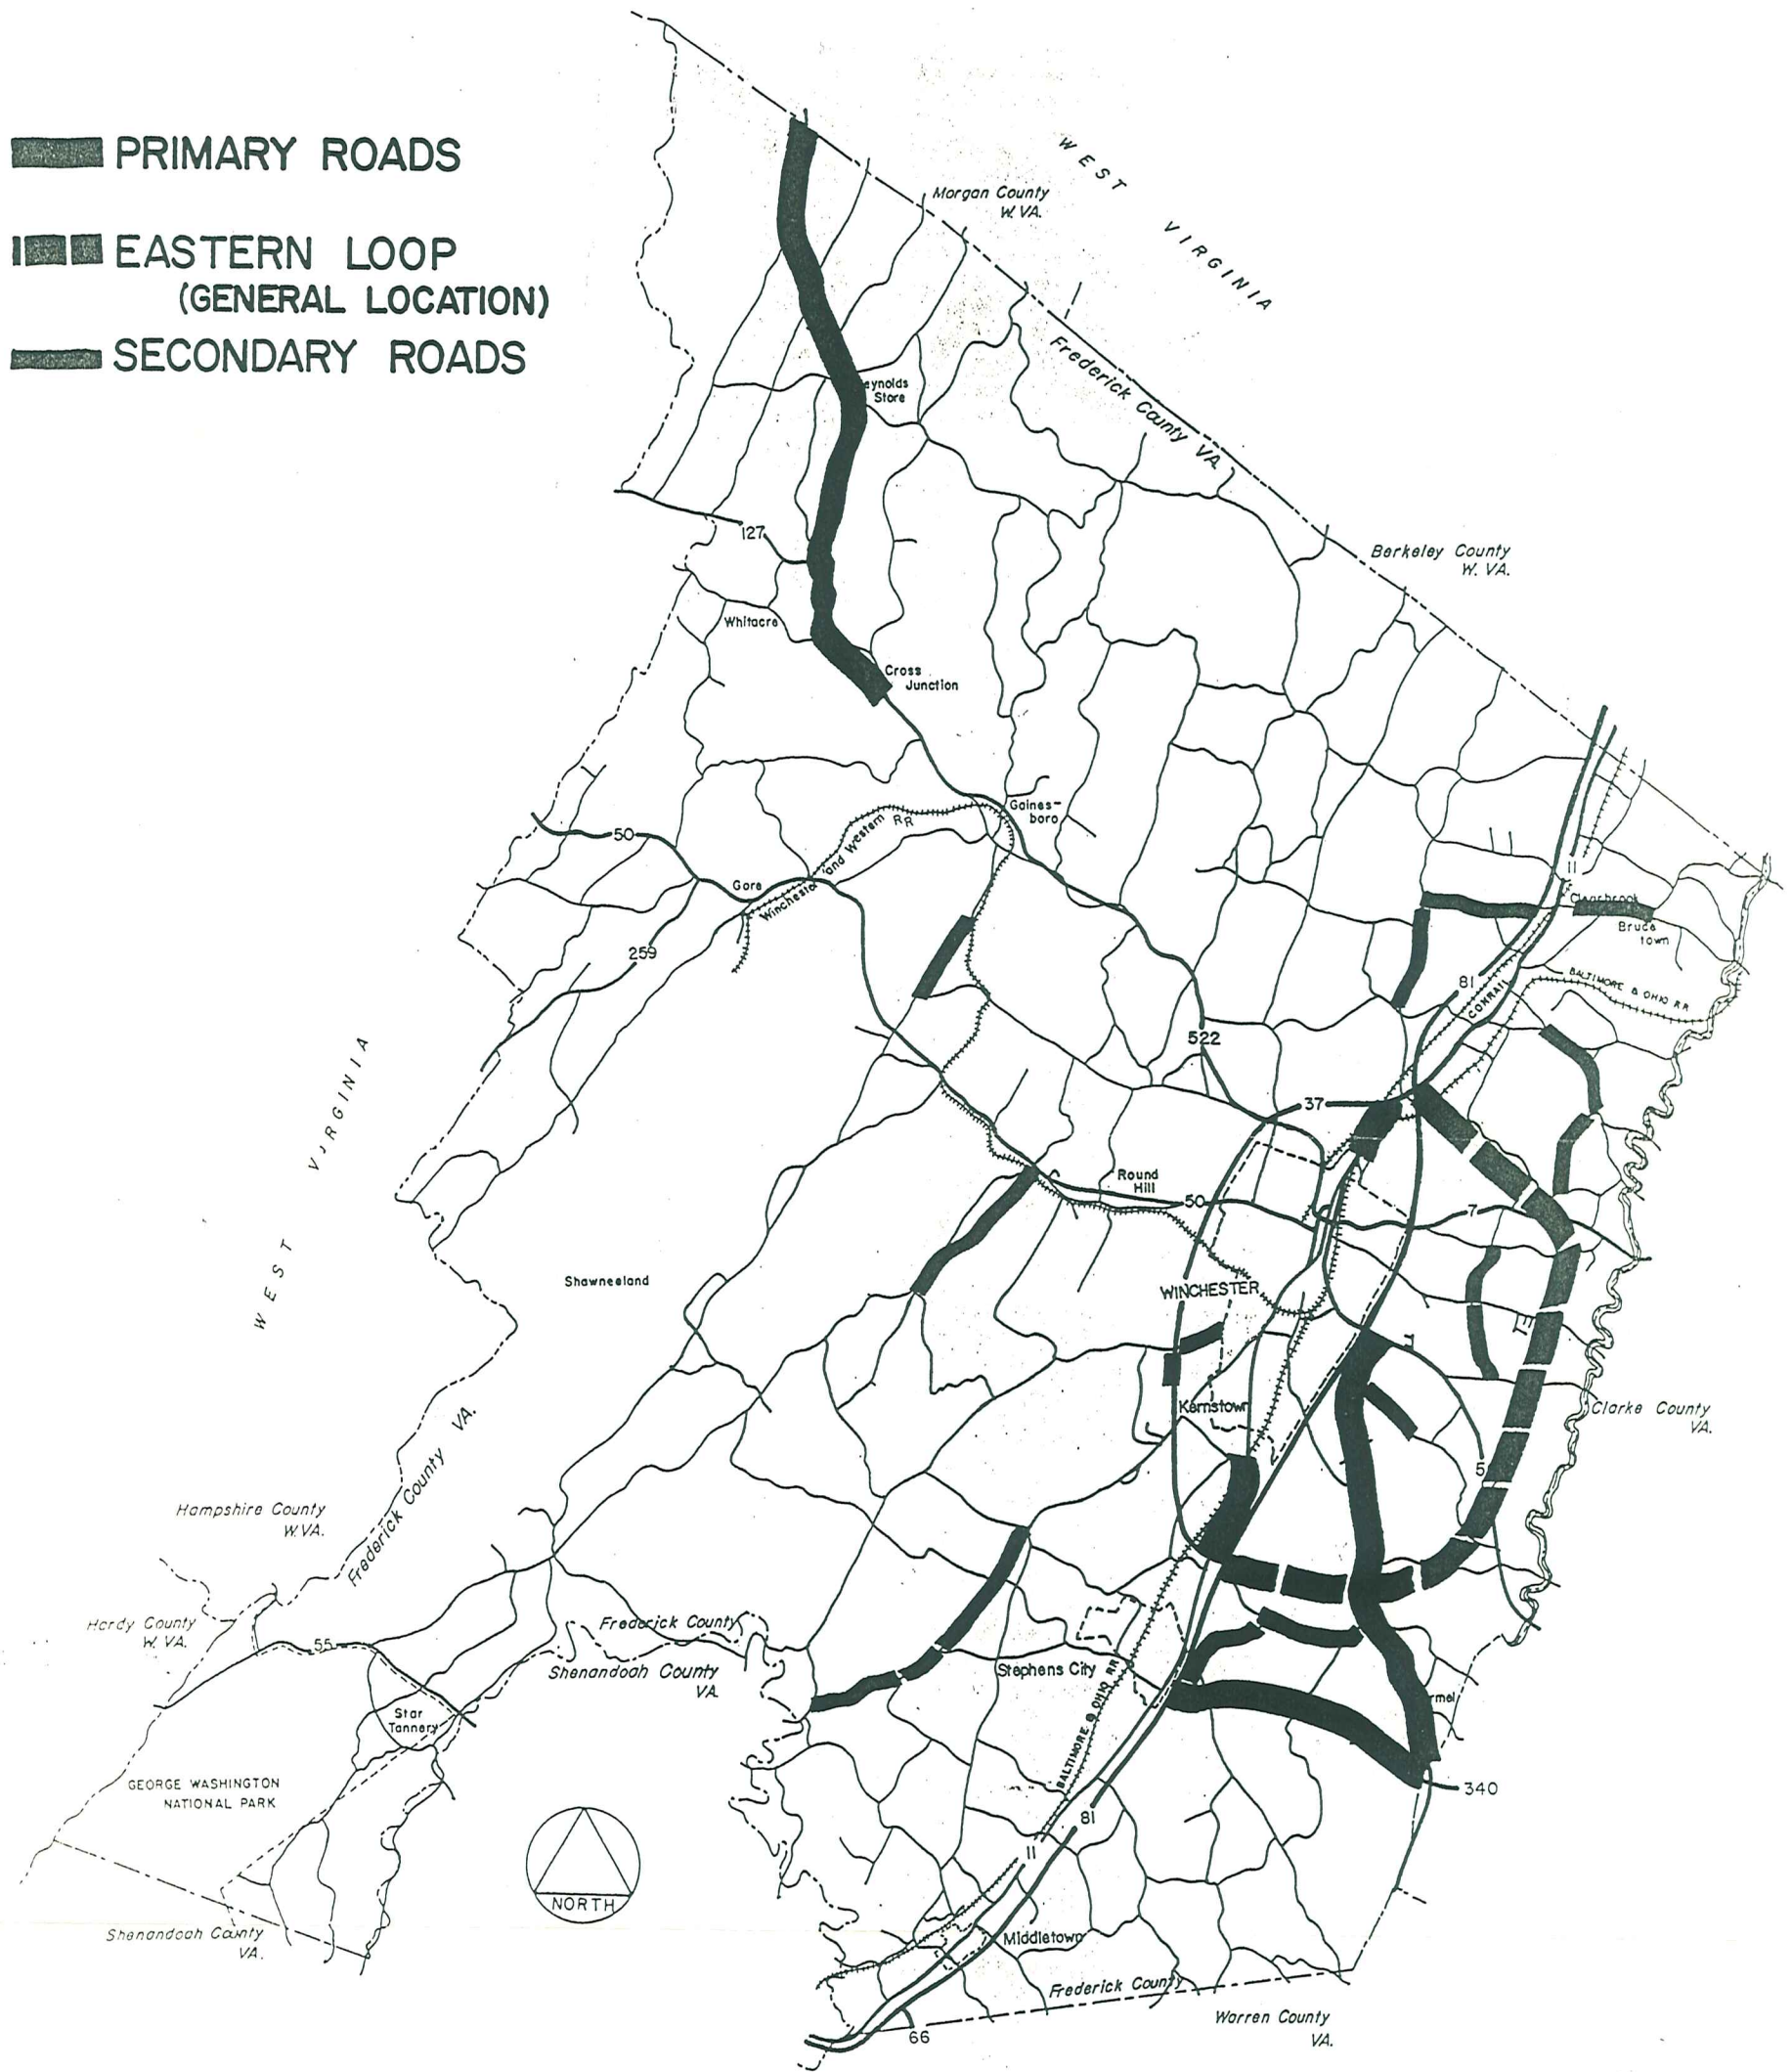 PRIMARY ROADS
EASTERN LOOP
(GENERAL LOCATION)
SECONDARY ROADS
WEST VIRGINIA
Morgan County
W. VA.
Frederick County VA.
eynolds
Store
127
Berkeley County
W. VA.
Whitacre
Cross
Junction
Gaines-
boro
50
Gore
Winchester and Western RR
259
11
Clearbrook
Bruce
town
81
CONRAIL
BALTIMORE & OHIO RR
522
37
WEST VIRGINIA
Round
Hill
50
7
Shawneeland
WINCHESTER
Kernstown
Clarke County
VA.
5
Hampshire County
W. VA.
Frederick County VA.
Hardy County
W. VA.
55
Frederick County
Shenandoah County
VA.
Stephens City
BALTIMORE & OHIO RR
rmel
Star
Tannery
GEORGE WASHINGTON
NATIONAL PARK
340
81
11
NORTH
Shenandoah County
VA.
Middletown
Frederick County
Warren County
VA.
66